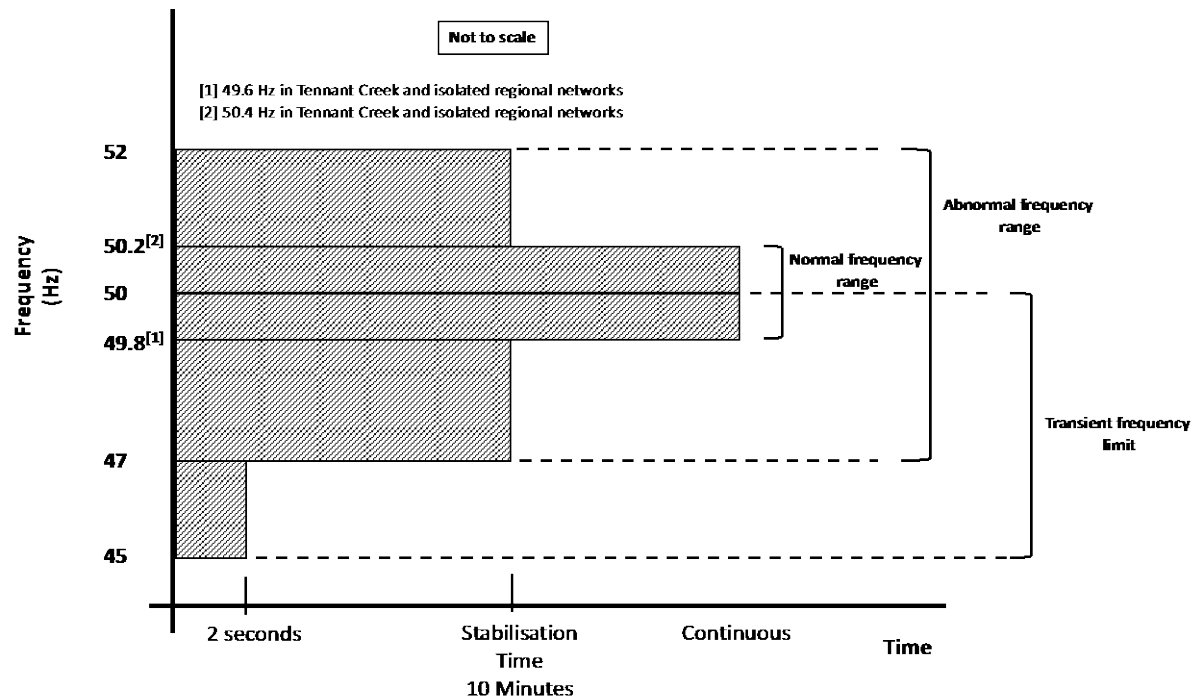 Not to scale
[1] 49.6 Hz in Tennant Creek and isolated regional networks
[2] 50.4 Hz in Tennant Creek and isolated regional networks
Frequency
(Hz)
52
50.2[2]
50
49.8[1]
47
45
Abnormal frequency
range
Normal frequency
range
Transient frequency
limit
2 seconds
Stabilisation
Time
10 Minutes
Continuous
Time